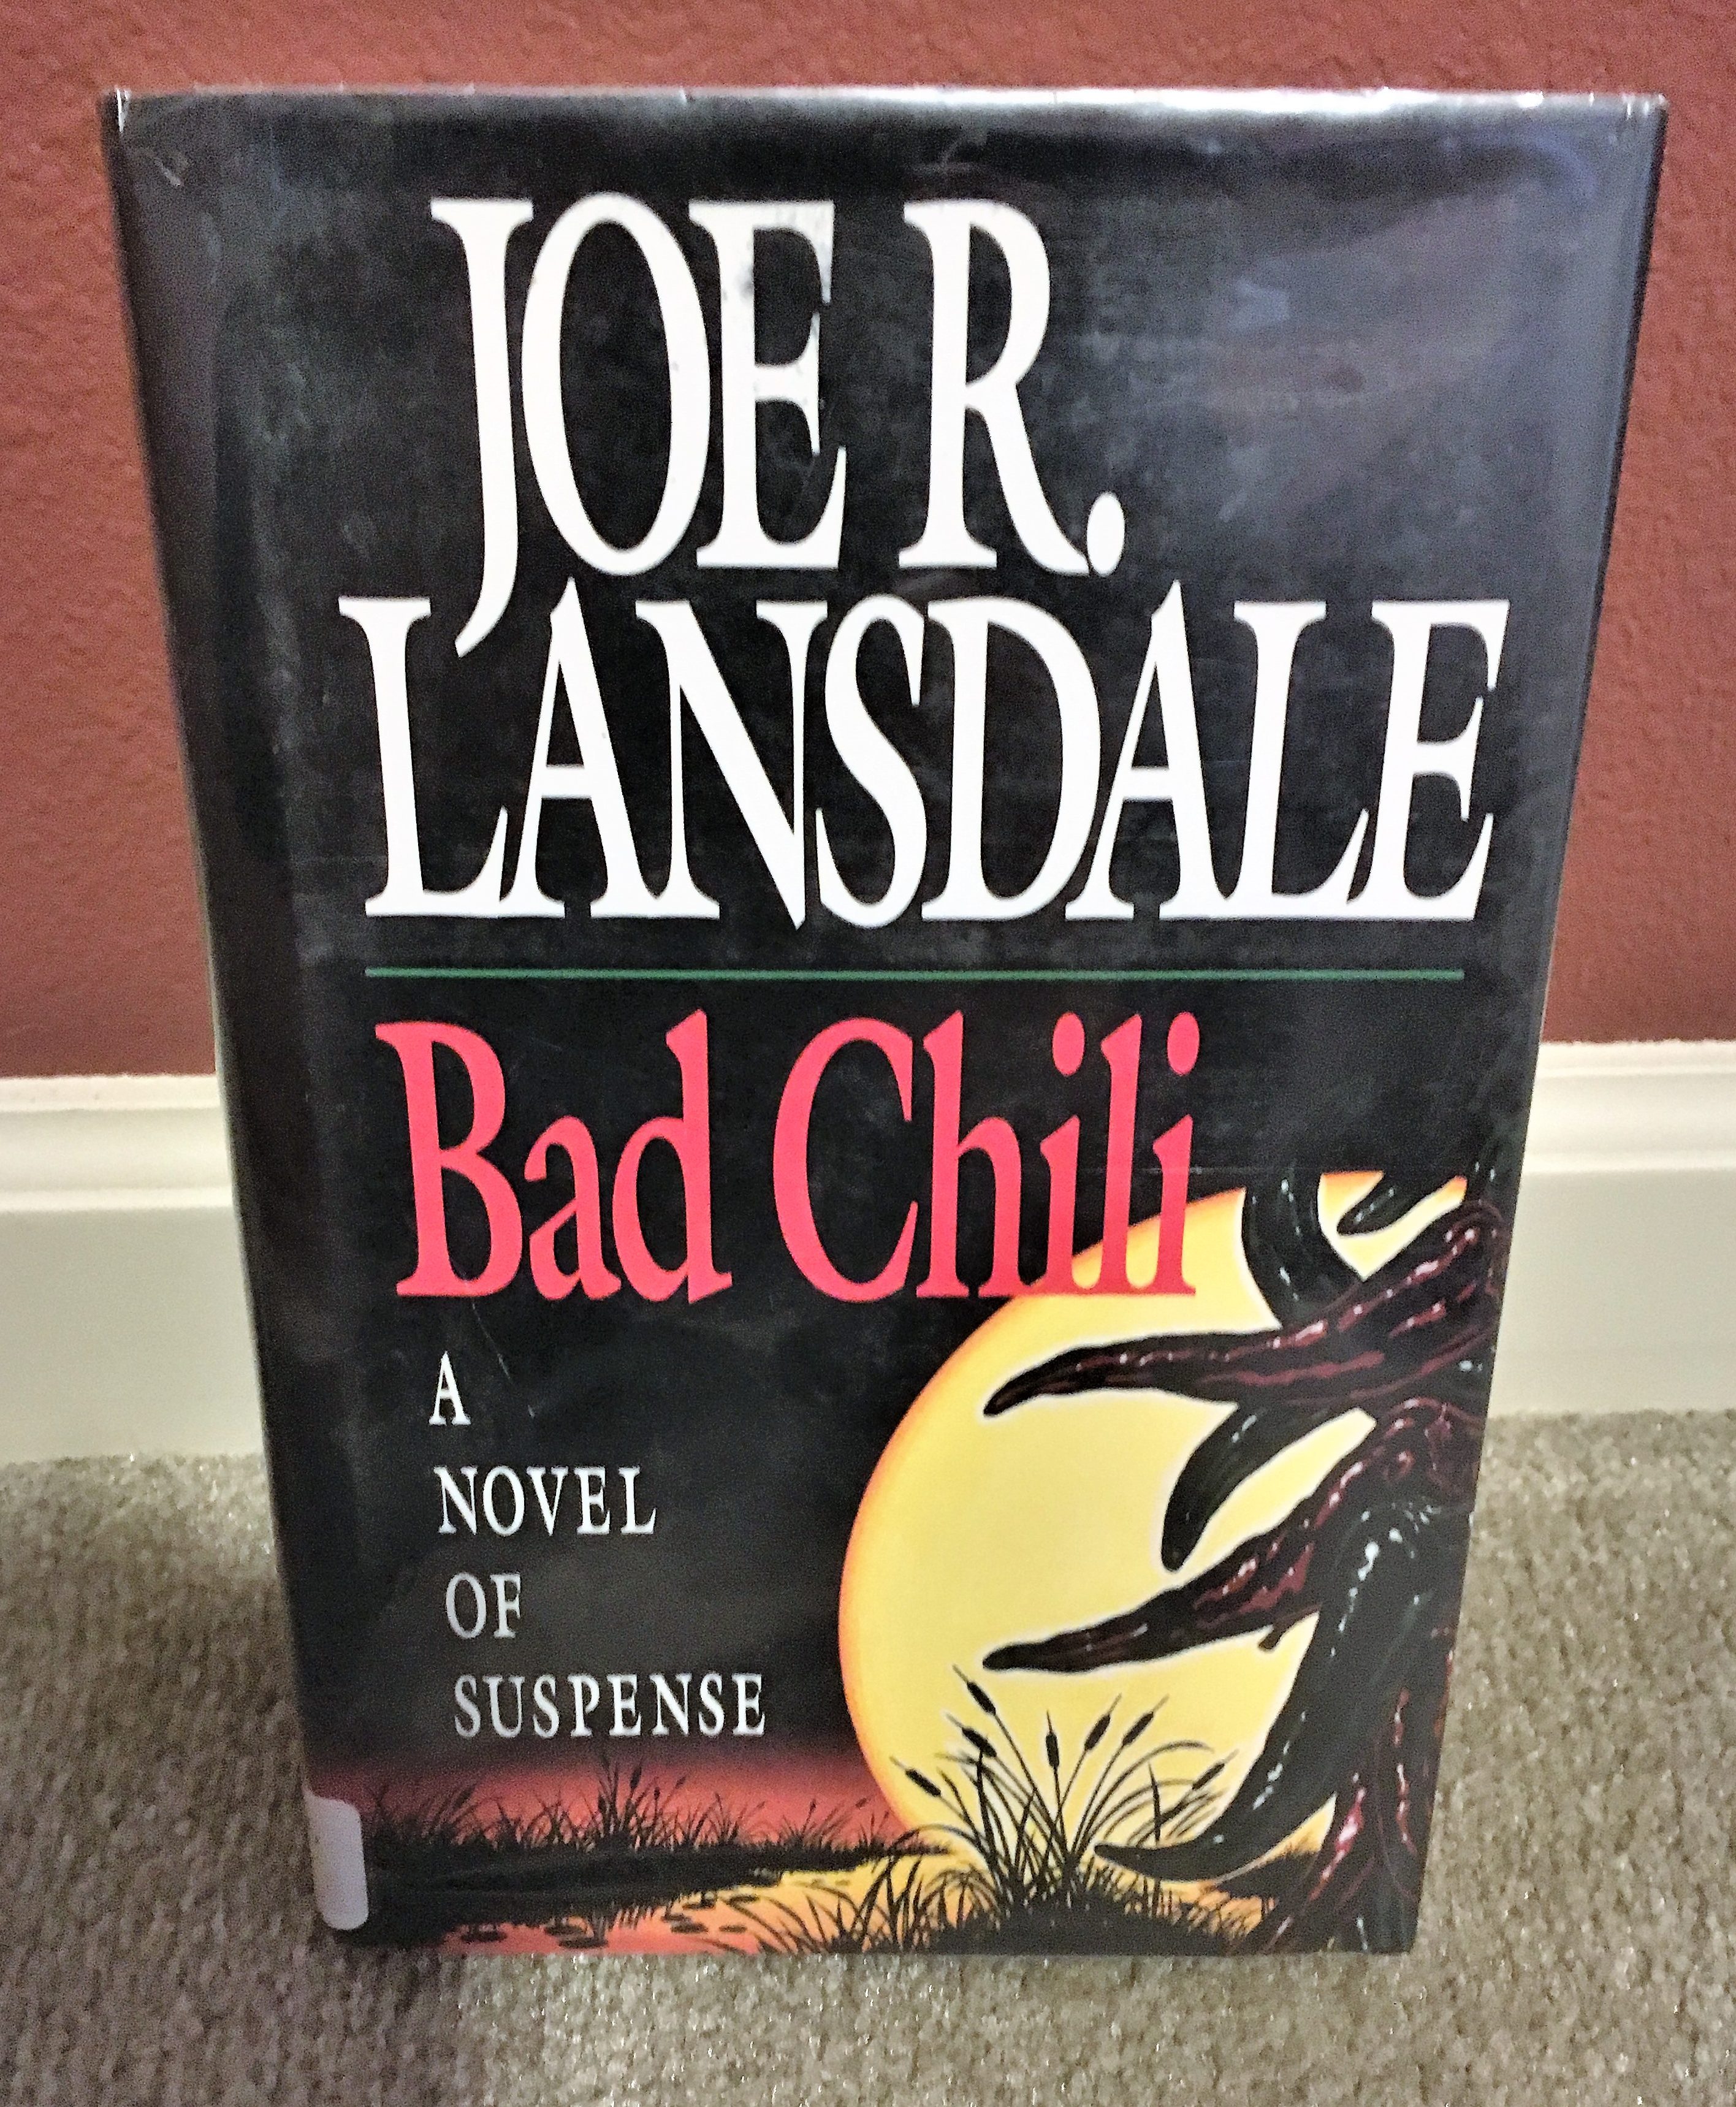 JOE R.
LANSDALE
Bad Chili
A
NOVEL
OF
SUSPENSE